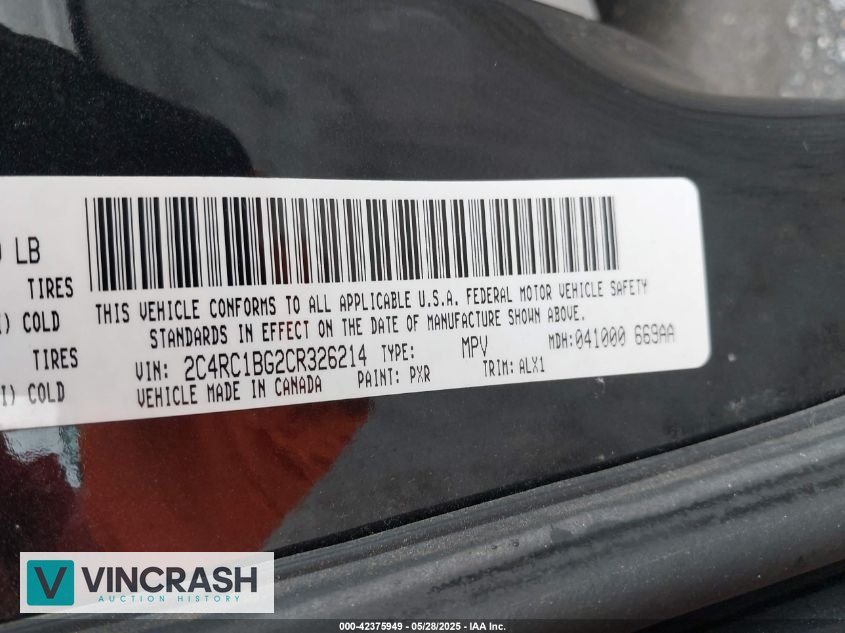 LB
TIRES
COLD
TIRES
COLD
THIS VEHICLE CONFORMS TO ALL APPLICABLE U.S.A. FEDERAL MOTOR VEHICLE SAFETY
STANDARDS IN EFFECT ON THE DATE OF MANUFACTURE SHOWN ABOVE.
VIN: 2C4RC1BG2CR326214 TYPE: MPV MDH: 041000 669AA
VEHICLE MADE IN CANADA PAINT: PXR TRIM: ALX1
V VINCRASH
AUCTION HISTORY
000-42375949 - 05/28/2025 - IAA Inc.